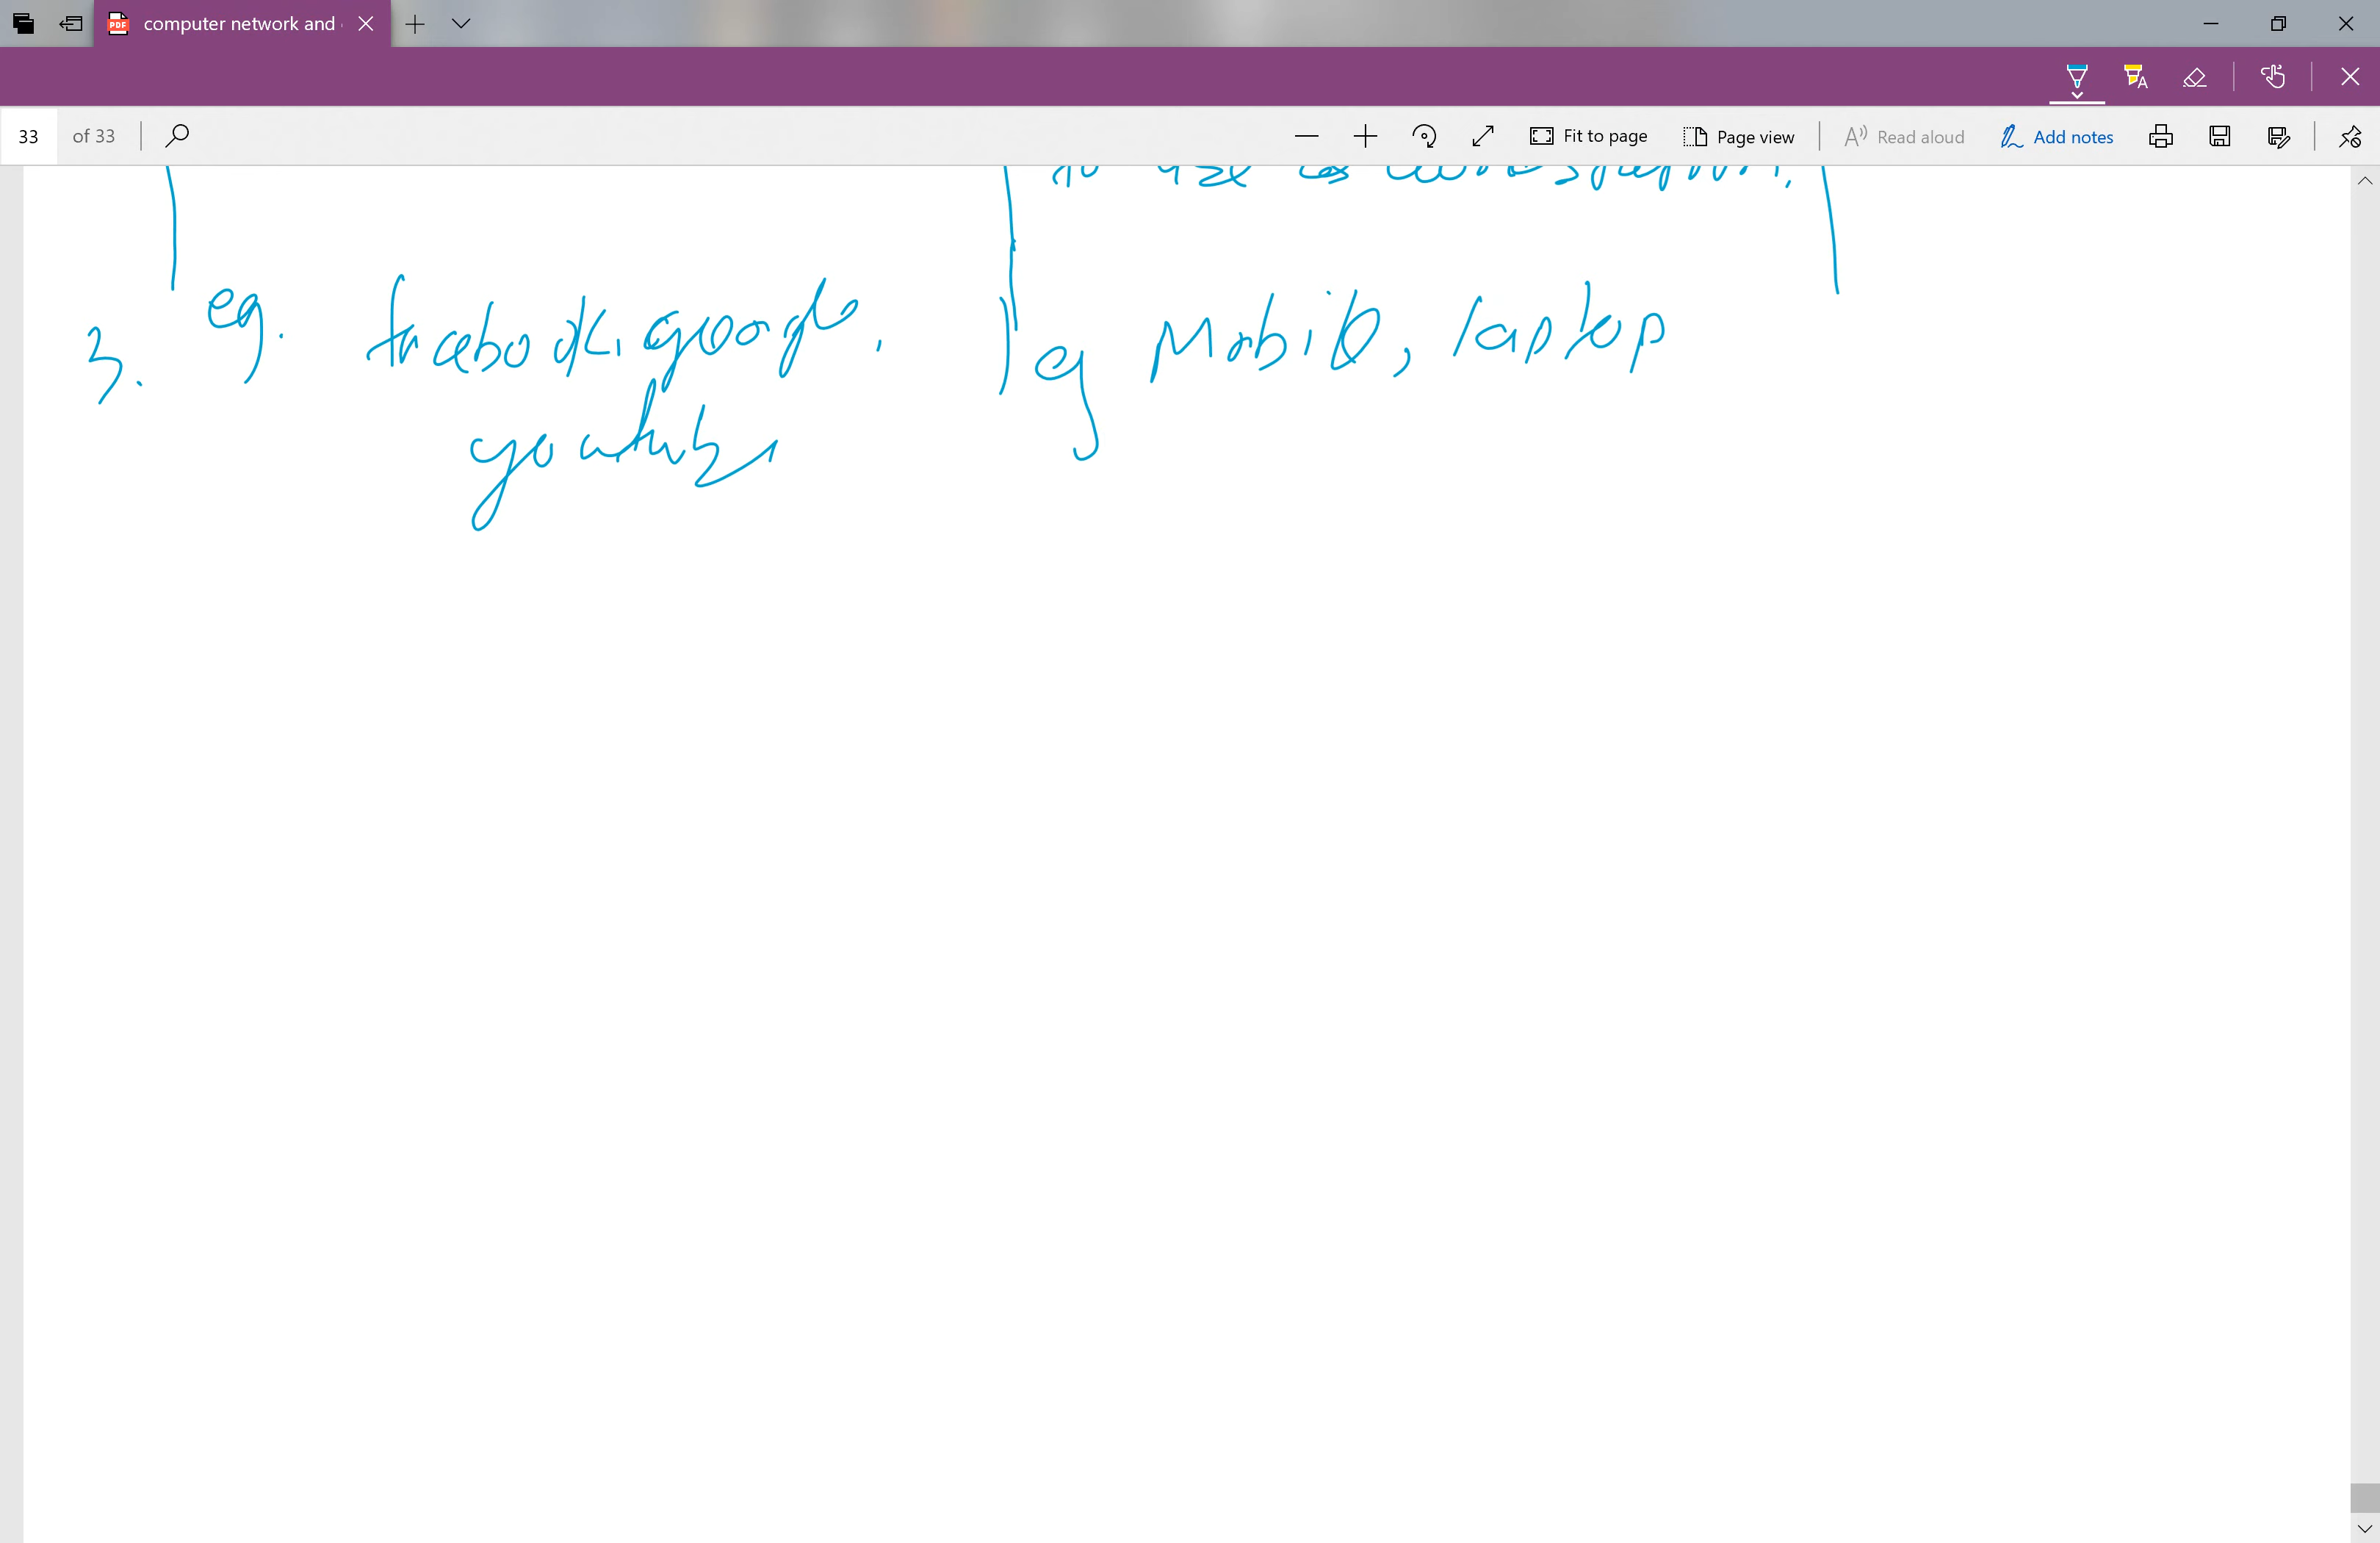 computer network and
33 of 33 Fit to page Page view Read aloud Add notes
3. eg. facebook, google, eg Mobile, laptop
youtube